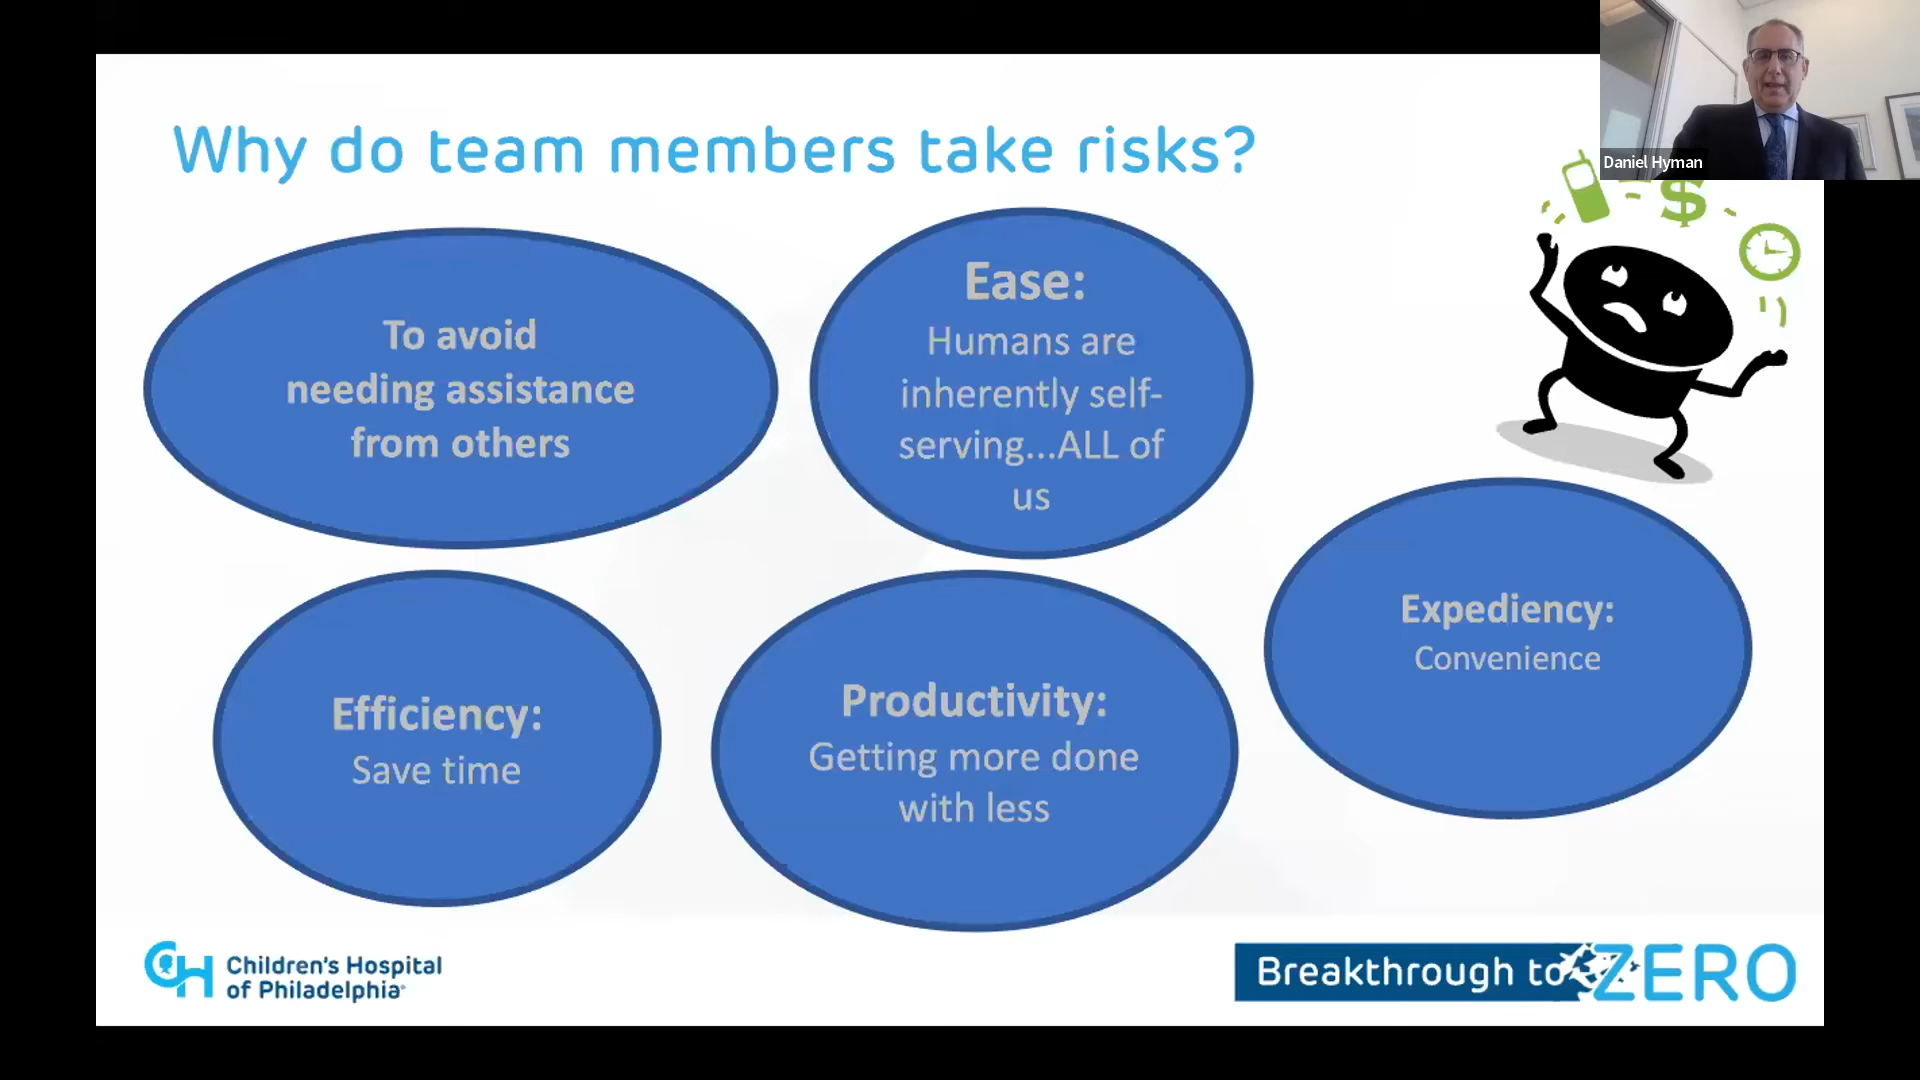 Daniel Hyman
Why do team members take risks?
$
To avoid
needing assistance
from others
Ease:
Humans are
inherently self-
serving...ALL of
us
Expediency:
Convenience
Efficiency:
Save time
Productivity:
Getting more done
with less
CH
Children's Hospital
of Philadelphia
Breakthrough to ZERO